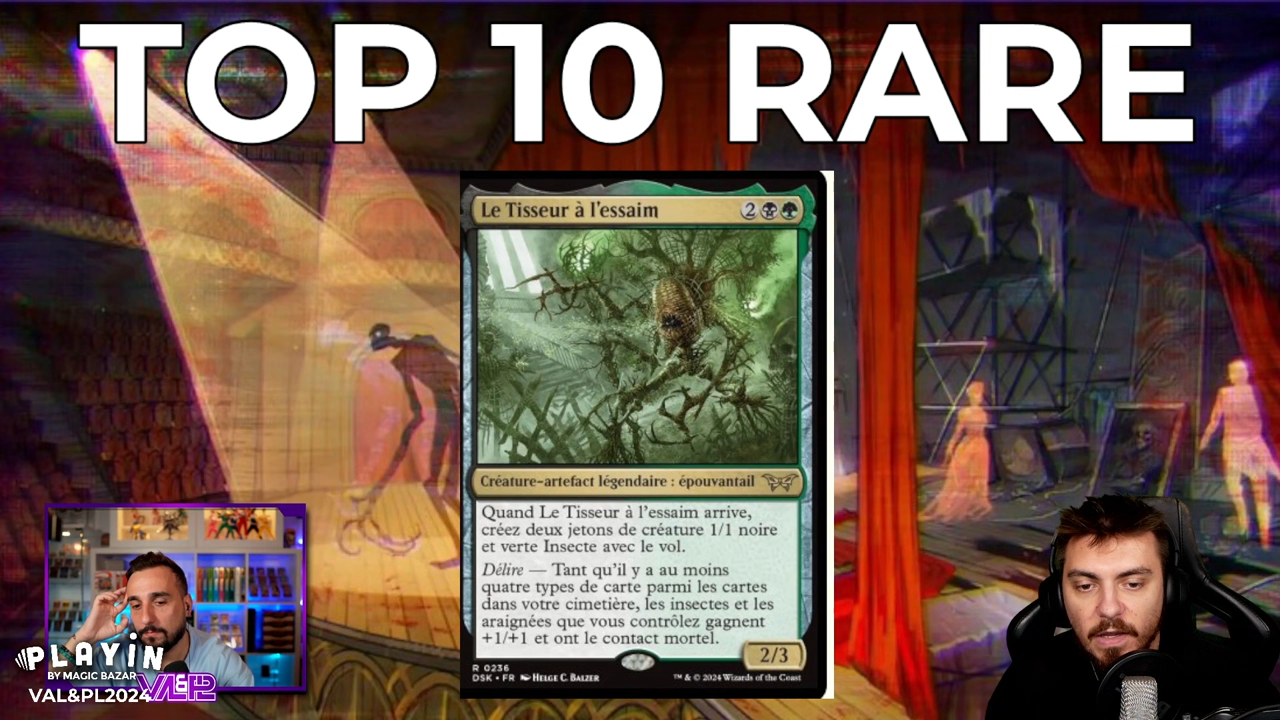 TOP 10 RARE
Le Tisseur à l'essaim 2
Créature-artefact légendaire : épouvantail
Quand Le Tisseur à l'essaim arrive,
créez deux jetons de créature 1/1 noire
et verte Insecte avec le vol.
Délire — Tant qu'il y a au moins
quatre types de carte parmi les cartes
dans votre cimetière, les insectes et les
araignées que vous contrôlez gagnent
+1/+1 et ont le contact mortel.
2/3
R 0236
DSK • FR HELGE C. BALZER
™ & © 2024 Wizards of the Coast
PLAYIN
BY MAGIC BAZAR
VAL&PL2024
VAL&PL